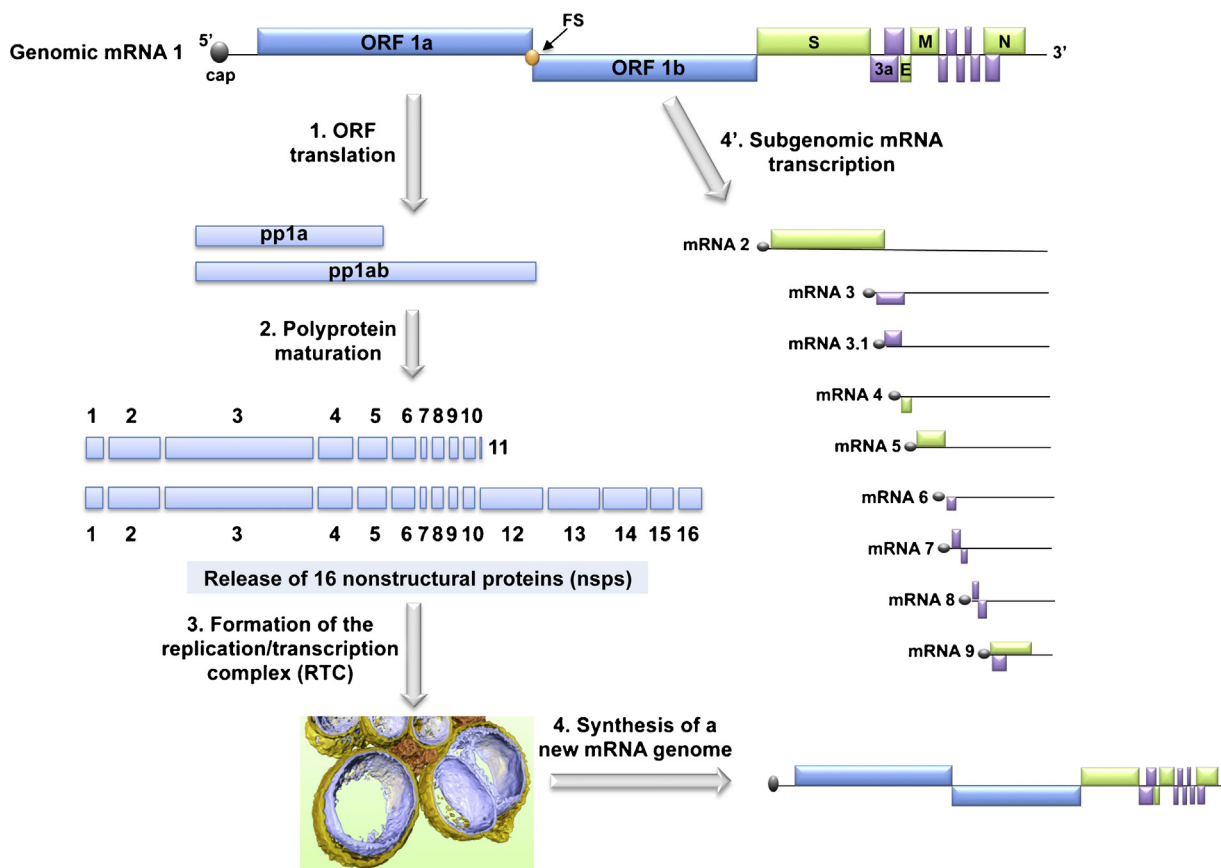 Genomic mRNA 1
5’
cap
ORF 1a
FS
ORF 1b
S
3a
E
M
N
3’
1. ORF
translation
4’. Subgenomic mRNA
transcription
pp1a
pp1ab
2. Polyprotein
maturation
1 2 3 4 5 6 7 8 9 10
11
1 2 3 4 5 6 7 8 9 10 12 13 14 15 16
Release of 16 nonstructural proteins (nsps)
3. Formation of the
replication/transcription
complex (RTC)
4. Synthesis of a
new mRNA genome
mRNA 2
mRNA 3
mRNA 3.1
mRNA 4
mRNA 5
mRNA 6
mRNA 7
mRNA 8
mRNA 9